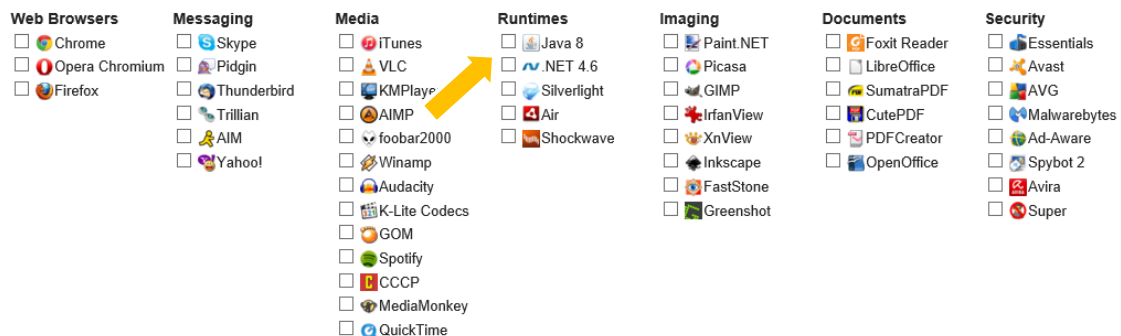 Web Browsers
Chrome
Opera Chromium
Firefox
Messaging
Skype
Pidgin
Thunderbird
Trillian
AIM
Yahoo!
Media
iTunes
VLC
KMPlaye
AIMP
foobar2000
Winamp
Audacity
K-Lite Codecs
GOM
Spotify
CCCP
MediaMonkey
QuickTime
Runtimes
Java 8
.NET 4.6
Silverlight
Air
Shockwave
Imaging
Paint.NET
Picasa
GIMP
IrfanView
XnView
Inkscape
FastStone
Greenshot
Documents
Foxit Reader
LibreOffice
SumatraPDF
CutePDF
PDFCreator
OpenOffice
Security
Essentials
Avast
AVG
Malwarebytes
Ad-Aware
Spybot 2
Avira
Super